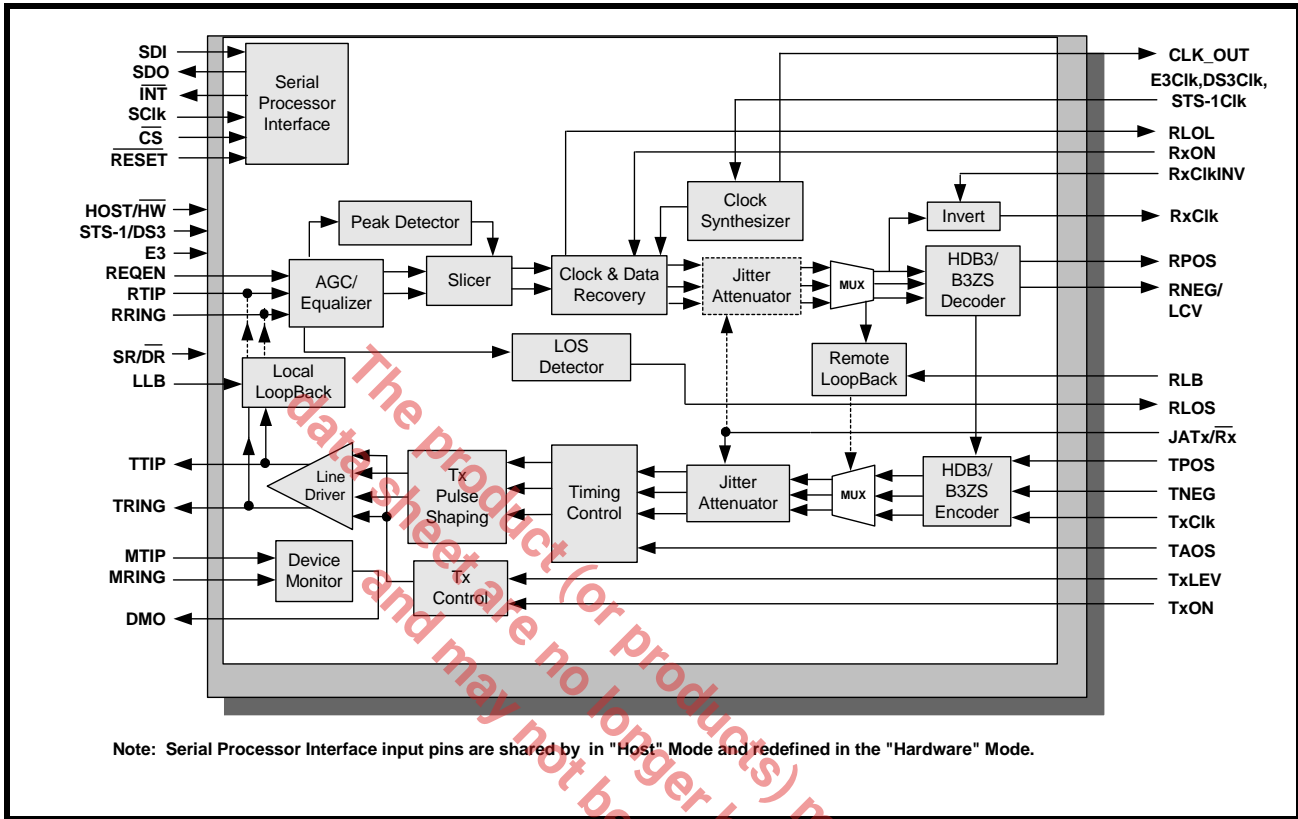 SDI
SDO
INT
SClk
CS
RESET
HOST/HW
STS-1/DS3
E3
REQEN
RTIP
RRING
SR/DR
LLB
TTIP
TRING
MTIP
MRING
DMO
Serial
Processor
Interface
Peak Detector
AGC/
Equalizer
Slicer
Clock & Data
Recovery
Clock
Synthesizer
Jitter
Attenuator
MUX
Invert
HDB3/
B3ZS
Decoder
LOS
Detector
Remote
LoopBack
Local
LoopBack
Line
Driver
Tx
Pulse
Shaping
Timing
Control
Jitter
Attenuator
MUX
HDB3/
B3ZS
Encoder
Device
Monitor
Tx
Control
CLK_OUT
E3Clk,DS3Clk,
STS-1Clk
RLOL
RxON
RxClkINV
RxClk
RPOS
RNEG/
LCV
RLB
RLOS
JATx/Rx
TPOS
TNEG
TxClk
TAOS
TxLEV
TxON
Note: Serial Processor Interface input pins are shared by in "Host" Mode and redefined in the "Hardware" Mode.
The product (or products) m
data sheet are no longer
and may not be